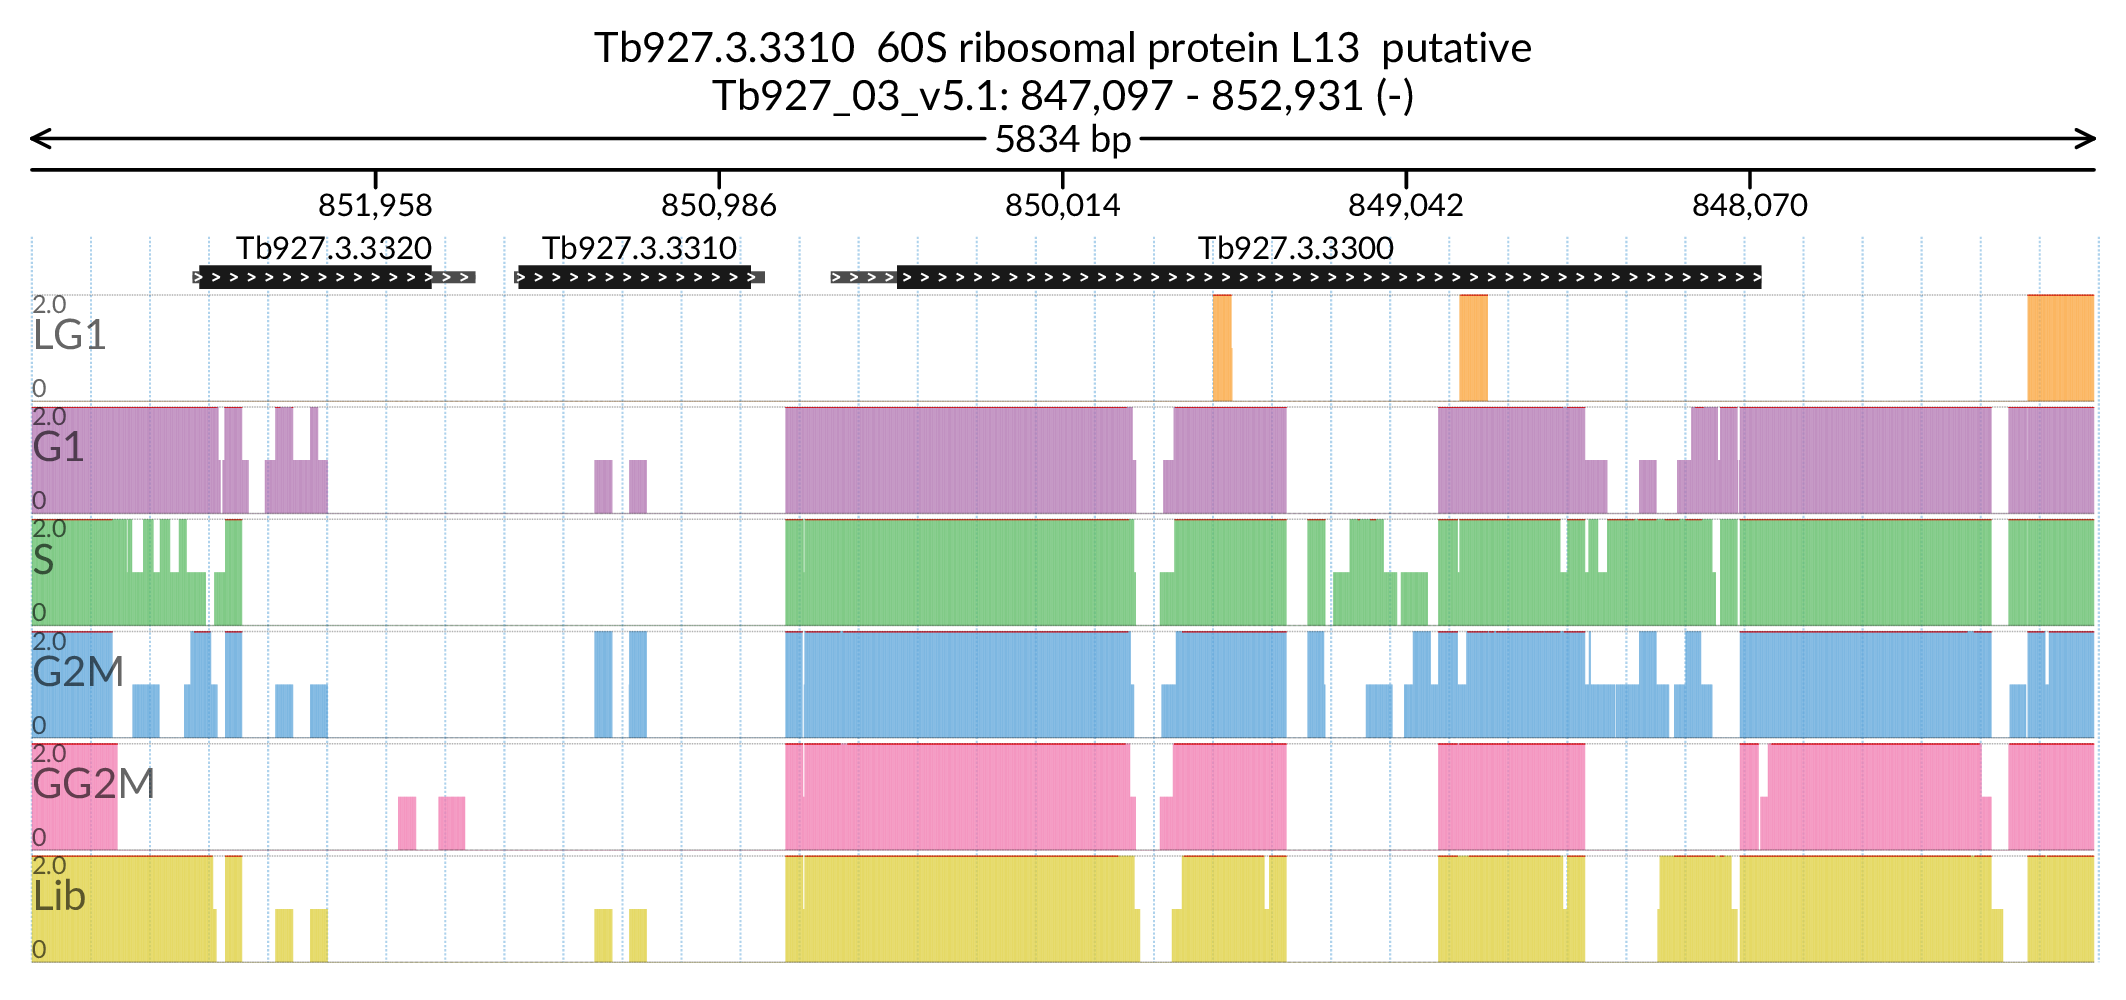 Tb927.3.3310  60S ribosomal protein L13  putative
Tb927_03_v5.1: 847,097 - 852,931 (-)
5834 bp
851,958 850,986 850,014 849,042 848,070
Tb927.3.3320 Tb927.3.3310 Tb927.3.3300
2.0
LG1
0
2.0
G1
0
2.0
S
0
2.0
G2M
0
2.0
GG2M
0
2.0
Lib
0